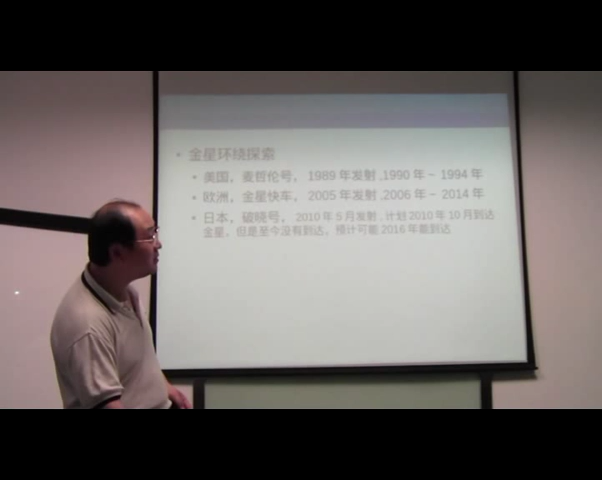 • 金星环绕探索
• 美国，麦哲伦号， 1989 年发射 ,1990 年 ~ 1994 年
• 欧洲，金星快车， 2005 年发射 ,2006 年 ~ 2014 年
• 日本，破晓号， 2010 年 5 月发射 , 计划 2010 年 10 月到达
金星，但是至今没有到达，预计可能 2016 年能到达